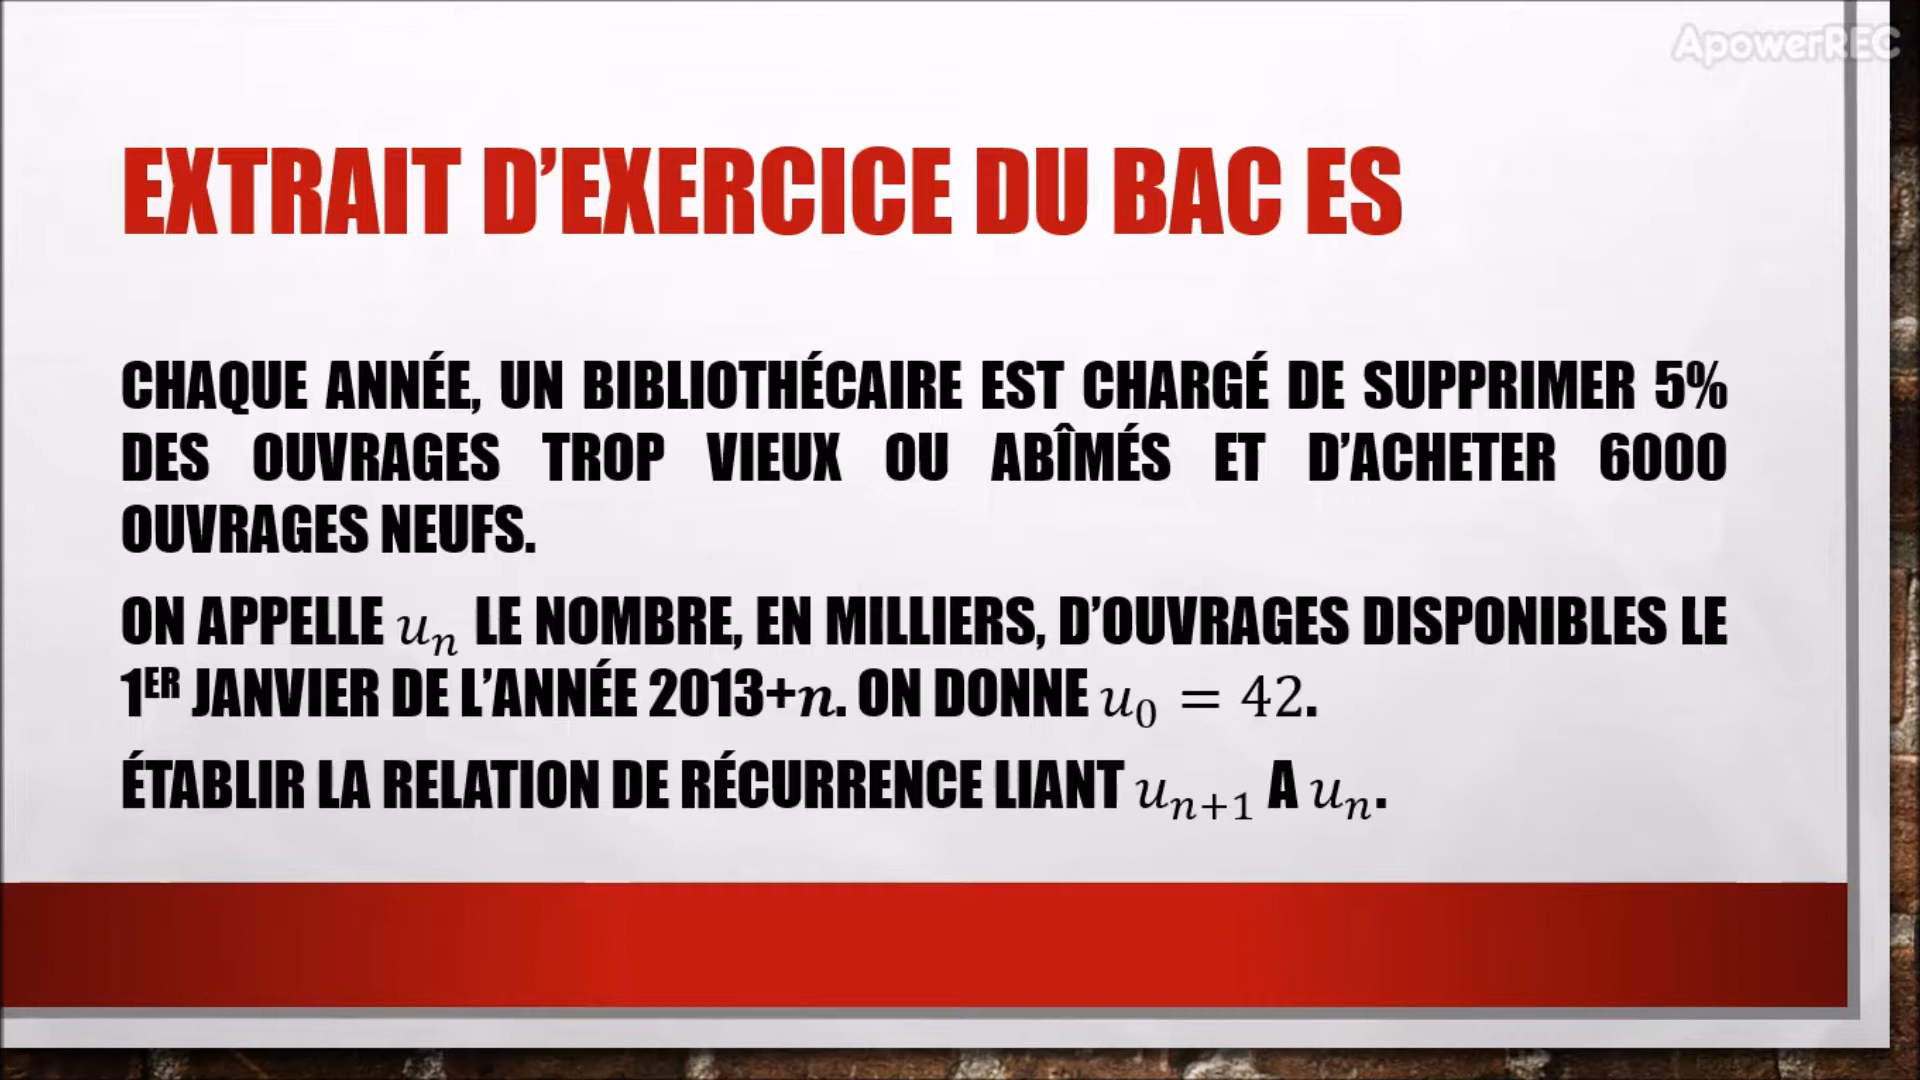 ApowerREC
EXTRAIT D’EXERCICE DU BAC ES
CHAQUE ANNÉE, UN BIBLIOTHÉCAIRE EST CHARGÉ DE SUPPRIMER 5%
DES OUVRAGES TROP VIEUX OU ABÎMÉS ET D’ACHETER 6000
OUVRAGES NEUFS.
ON APPELLE uₙ LE NOMBRE, EN MILLIERS, D’OUVRAGES DISPONIBLES LE
1ER JANVIER DE L’ANNÉE 2013+n. ON DONNE u₀ = 42.
ÉTABLIR LA RELATION DE RÉCURRENCE LIANT uₙ₊₁ A uₙ.